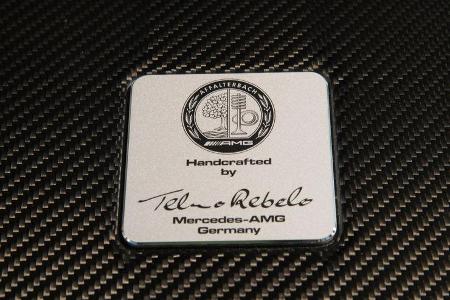 AFFALTERBACH
AMG
Handcrafted
by
Telmo Rebelo
Mercedes-AMG
Germany